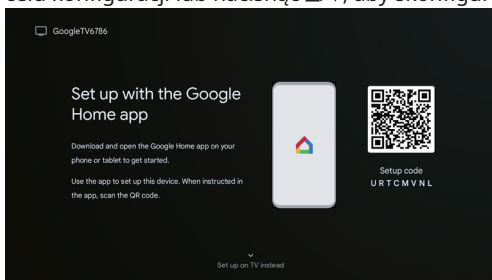 GoogleTV6786
Set up with the Google
Home app
Download and open the Google Home app on your
phone or tablet to get started.
Use the app to set up this device. When instructed in
the app, scan the QR code.
Setup code
URTCMVNL
Set up on TV instead